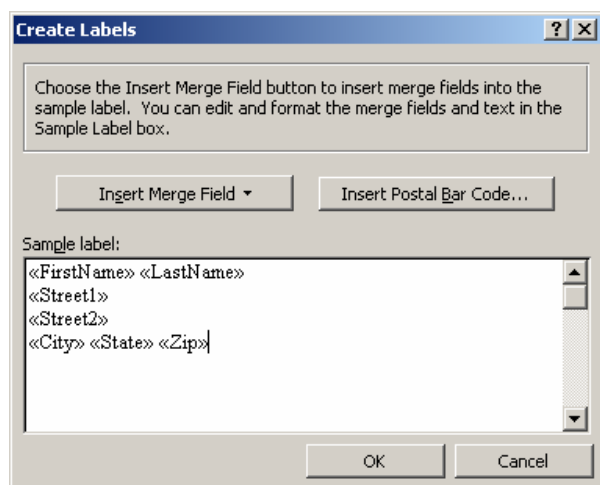 Create Labels
Choose the Insert Merge Field button to insert merge fields into the
sample label. You can edit and format the merge fields and text in the
Sample Label box.
Insert Merge Field
Insert Postal Bar Code...
Sample label:
«FirstName» «LastName»
«Street1»
«Street2»
«City» «State» «Zip»
OK
Cancel